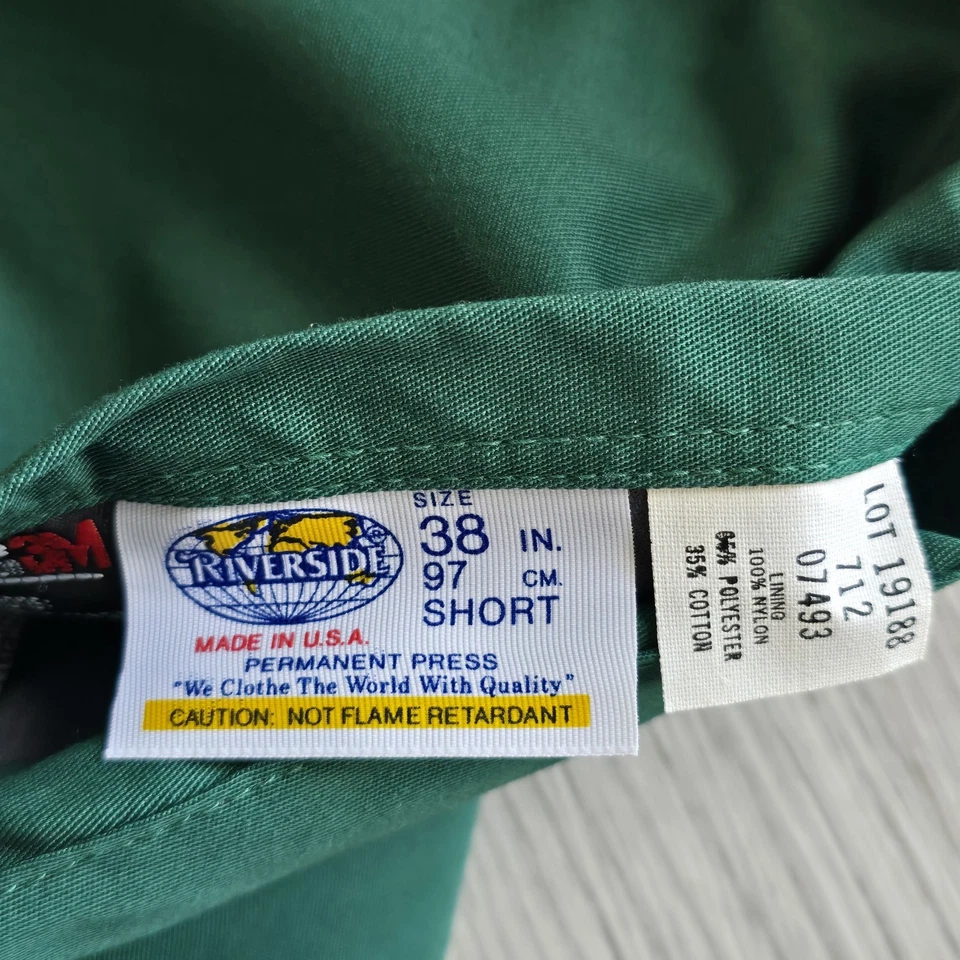 3M
RIVERSIDE
®
MADE IN U.S.A.
SIZE
38 IN.
97 CM.
SHORT
PERMANENT PRESS
"We Clothe The World With Quality"
CAUTION: NOT FLAME RETARDANT
LOT 19188
712
07493
LINING
100% NYLON
POLYESTER
35% COTTON